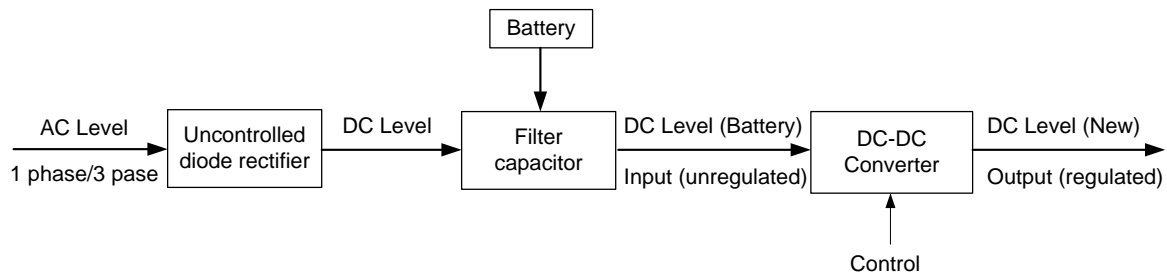 Battery
AC Level
1 phase/3 pase
Uncontrolled
diode rectifier
DC Level
Filter
capacitor
DC Level (Battery)
Input (unregulated)
DC-DC
Converter
DC Level (New)
Output (regulated)
Control